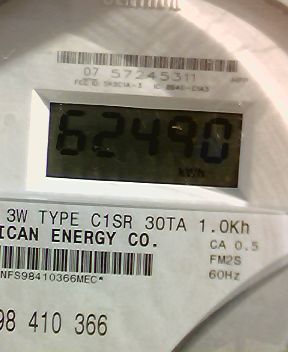 07 57245311
62490
kWh
3W TYPE C1SR 30TA 1.0Kh
ICAN ENERGY CO.
CA 0.5
FM2S
60Hz
NFS98410366MEC*
98 410 366